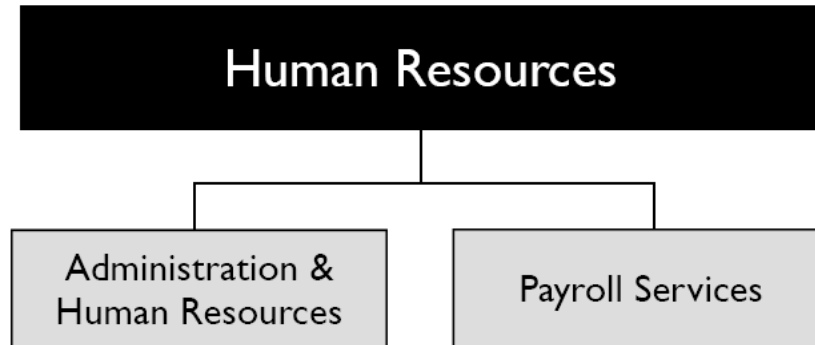 Human Resources
Administration &
Human Resources
Payroll Services